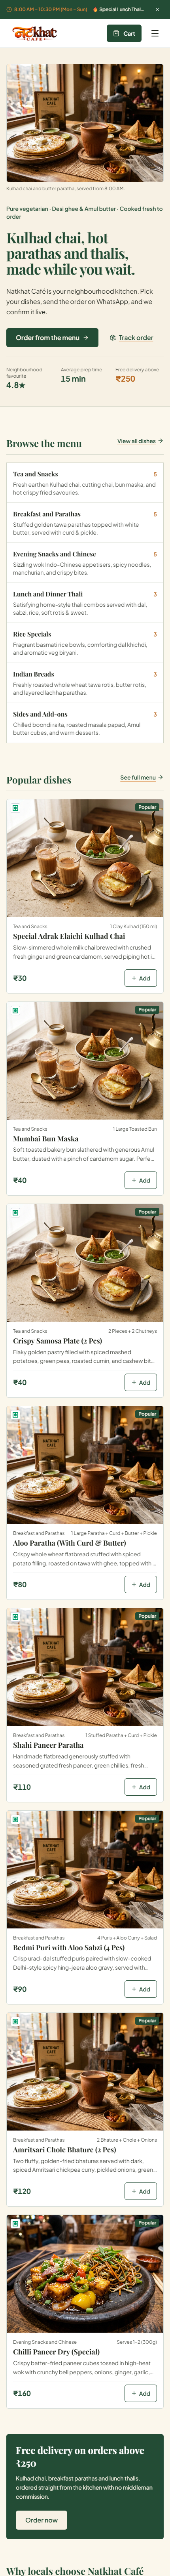 8:00 AM – 10:30 PM (Mon – Sun) 🔥 Special Lunch Thal...
Natkhat
CAFE
Cart
NATKHAT
CAFE
Kulhad chai and butter paratha, served from 8:00 AM.
Pure vegetarian · Desi ghee & Amul butter · Cooked fresh to
order
Kulhad chai, hot
parathas and thalis,
made while you wait.
Natkhat Café is your neighbourhood kitchen. Pick
your dishes, send the order on WhatsApp, and we
confirm it live.
Order from the menu →
Track order
Neighbourhood
favourite
4.8★
Average prep time
15 min
Free delivery above
₹250
Browse the menu
View all dishes →
Tea and Snacks 5
Fresh earthen Kulhad chai, cutting chai, bun maska, and
hot crispy fried savouries.
Breakfast and Parathas 5
Stuffed golden tawa parathas topped with white
butter, served with curd & pickle.
Evening Snacks and Chinese 5
Sizzling wok Indo-Chinese appetisers, spicy noodles,
manchurian, and crispy bites.
Lunch and Dinner Thali 3
Satisfying home-style thali combos served with dal,
sabzi, rice, soft rotis & sweet.
Rice Specials 3
Fragrant basmati rice bowls, comforting dal khichdi,
and aromatic veg biryani.
Indian Breads 3
Freshly roasted whole wheat tawa rotis, butter rotis,
and layered lachha parathas.
Sides and Add-ons 3
Chilled boondi raita, roasted masala papad, Amul
butter cubes, and warm desserts.
Popular dishes
See full menu →
Popular
Tea and Snacks 1 Clay Kulhad (150 ml)
Special Adrak Elaichi Kulhad Chai
Slow-simmered whole milk chai brewed with crushed
fresh ginger and green cardamom, served piping hot i...
₹30
+ Add
Popular
Tea and Snacks 1 Large Toasted Bun
Mumbai Bun Maska
Soft toasted bakery bun slathered with generous Amul
butter, dusted with a pinch of cardamom sugar. Perfe...
₹40
+ Add
Popular
Tea and Snacks 2 Pieces + 2 Chutneys
Crispy Samosa Plate (2 Pcs)
Flaky golden pastry filled with spiced mashed
potatoes, green peas, roasted cumin, and cashew bit...
₹40
+ Add
Popular
NATKHAT
CAFE
Breakfast and Parathas 1 Large Paratha + Curd + Butter + Pickle
Aloo Paratha (With Curd & Butter)
Crispy whole wheat flatbread stuffed with spiced
potato filling, roasted on tawa with ghee, topped with ...
₹80
+ Add
Popular
NATKHAT
CAFE
Breakfast and Parathas 1 Stuffed Paratha + Curd + Pickle
Shahi Paneer Paratha
Handmade flatbread generously stuffed with
seasoned grated fresh paneer, green chillies, fresh...
₹110
+ Add
Popular
NATKHAT
CAFE
Breakfast and Parathas 4 Puris + Aloo Curry + Salad
Bedmi Puri with Aloo Sabzi (4 Pcs)
Crisp urad-dal stuffed puris paired with slow-cooked
Delhi-style spicy hing-jeera aloo gravy, served with...
₹90
+ Add
Popular
NATKHAT
CAFE
Breakfast and Parathas 2 Bhature + Chole + Onions
Amritsari Chole Bhature (2 Pcs)
Two fluffy, golden-fried bhaturas served with dark,
spiced Amritsari chickpea curry, pickled onions, green...
₹120
+ Add
Popular
Evening Snacks and Chinese Serves 1-2 (300g)
Chilli Paneer Dry (Special)
Crispy batter-fried paneer cubes tossed in high-heat
wok with crunchy bell peppers, onions, ginger, garlic,...
₹160
+ Add
Free delivery on orders above
₹250
Kulhad chai, breakfast parathas and lunch thalis,
ordered straight from the kitchen with no middleman
commission.
Order now
Why locals choose Natkhat Café